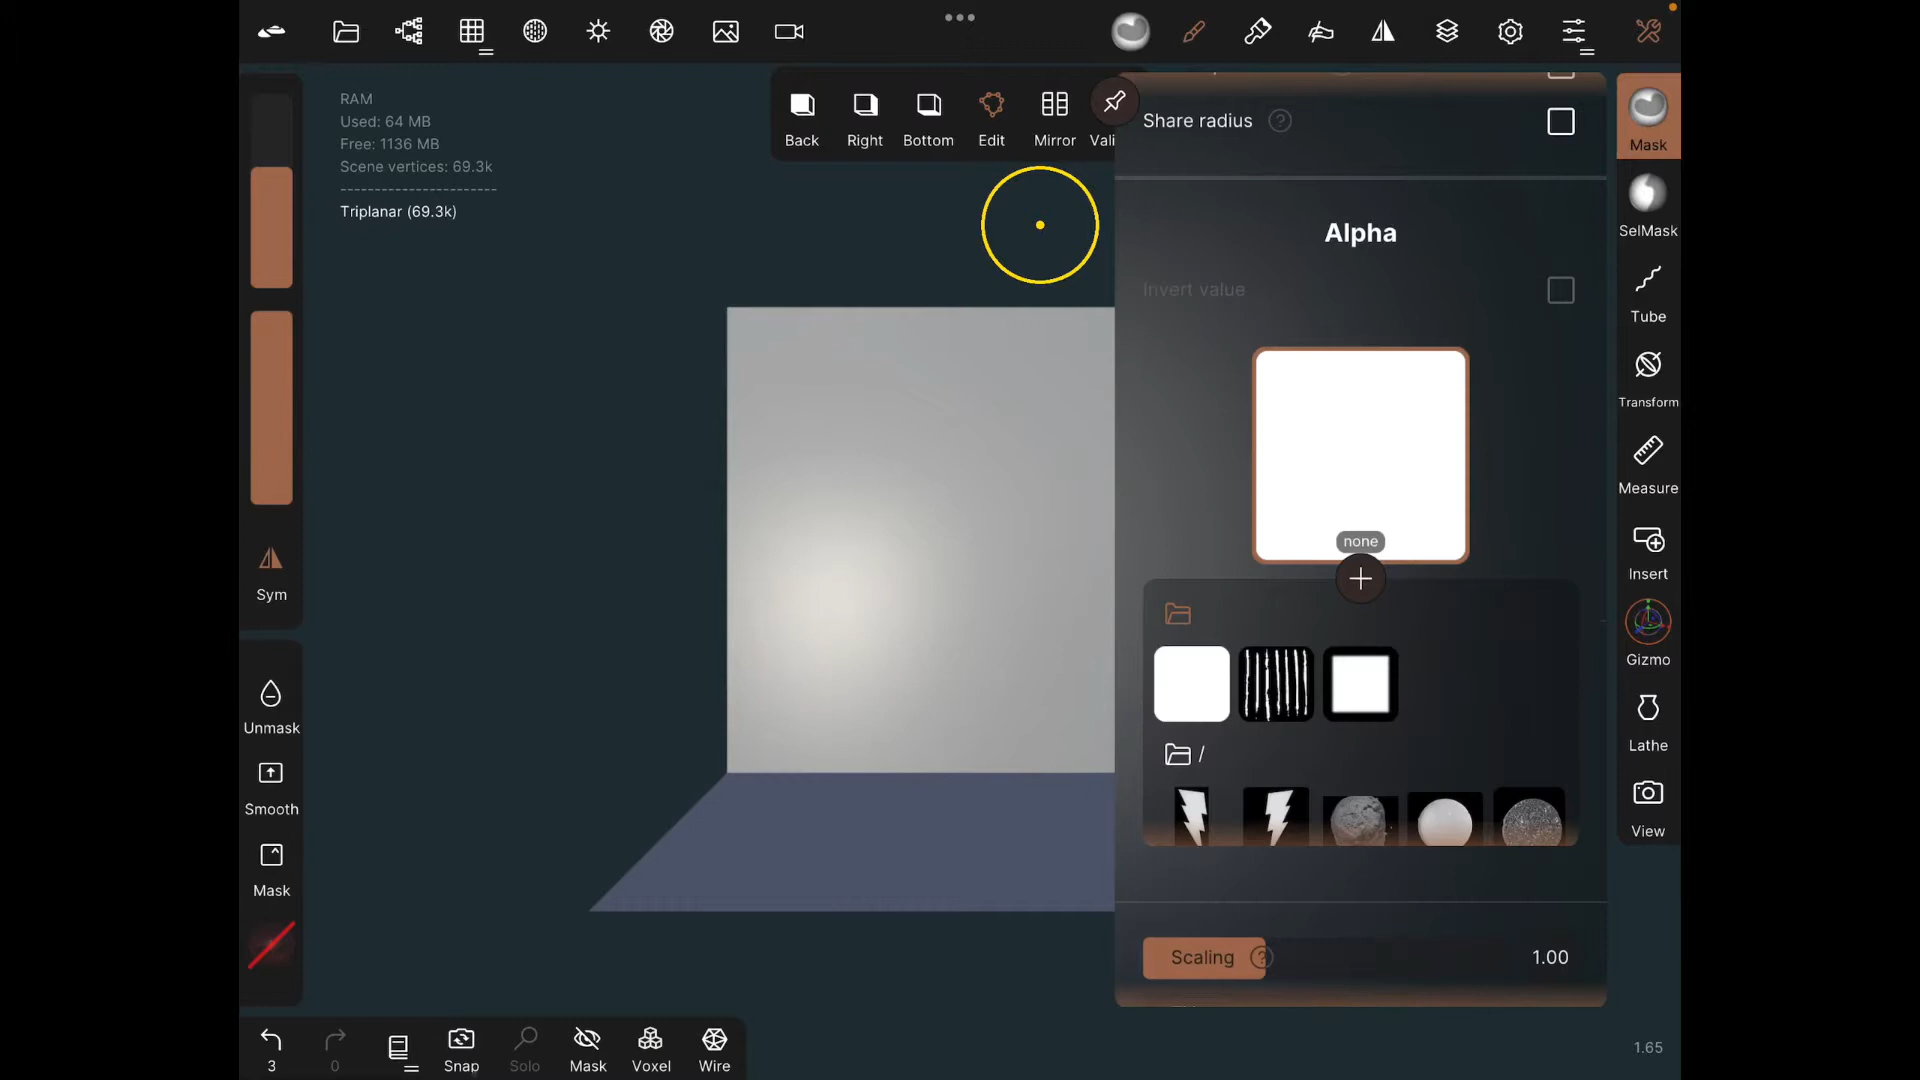 RAM
Used: 64 MB
Free: 1136 MB
Scene vertices: 69.3k
-----------------------
Triplanar (69.3k)
Back
Right
Bottom
Edit
Mirror
Vali
Share radius ?
Alpha
Invert value
none
/
Scaling ? 1.00
Mask
SelMask
Tube
Transform
Measure
Insert
Gizmo
Lathe
View
Sym
Unmask
Smooth
Mask
3
0
Snap
Solo
Mask
Voxel
Wire
1.65